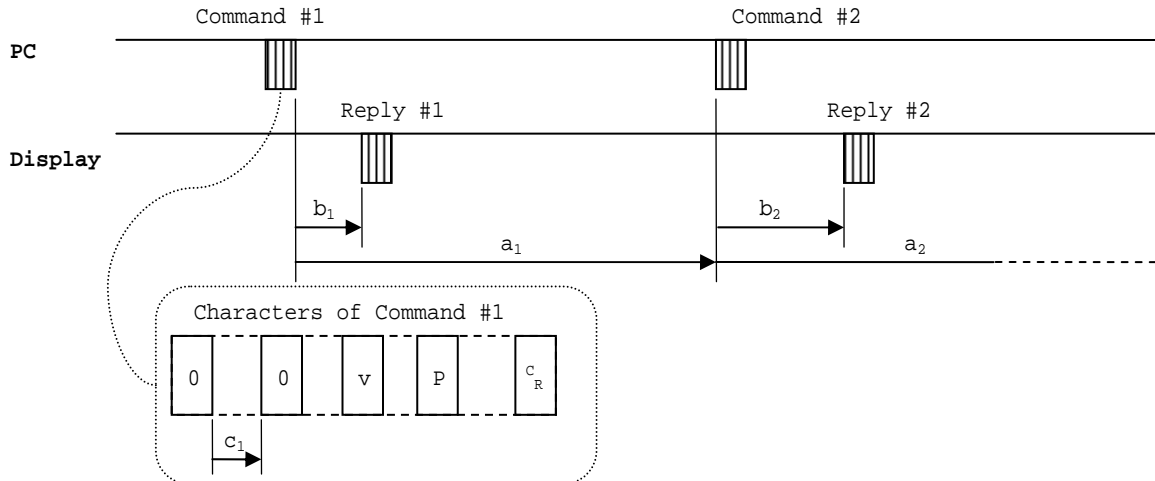 Command #1 Command #2
PC
Reply #1 Reply #2
Display
b₁ b₂
a₁ a₂
Characters of Command #1
0 0 v P C R
c₁